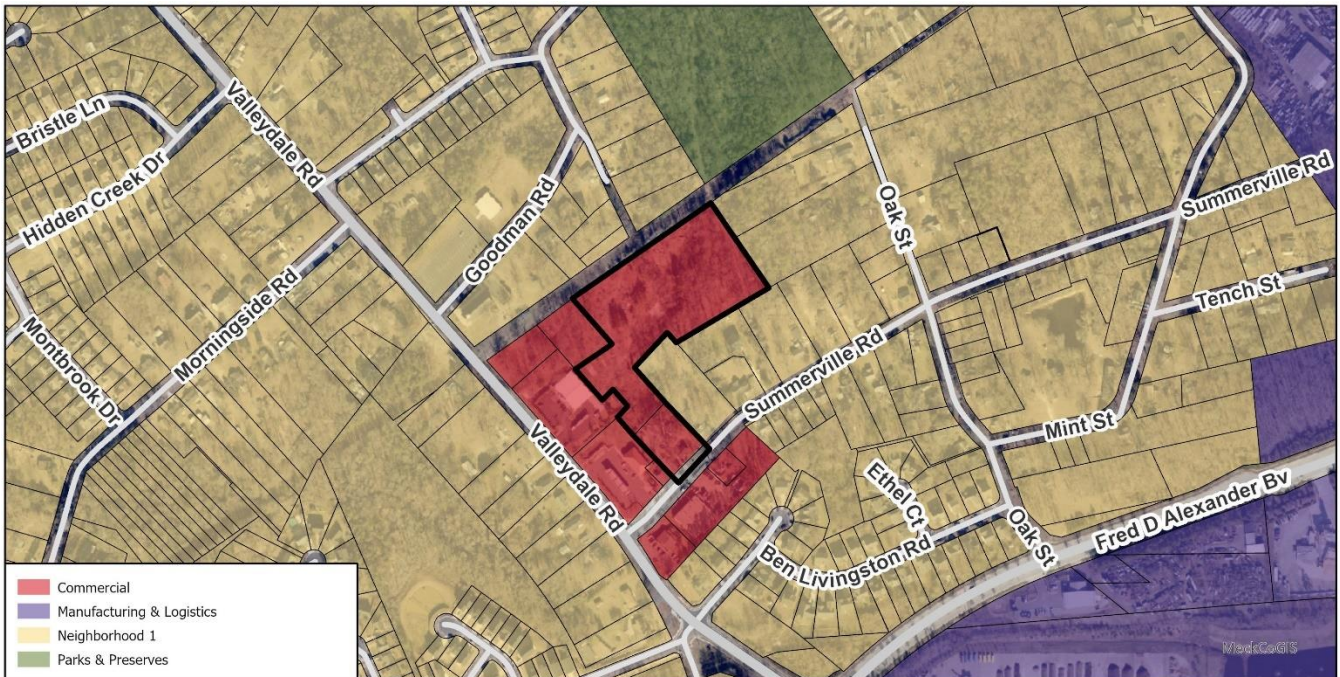 Bristle Ln
Hidden Creek Dr
Valleydale Rd
Goodman Rd
Morningside Rd
Montbrook Dr
Oak St
Summerville Rd
Tench St
Summerville Rd
Mint St
Valleydale Rd
Ethel Ct
Oak St
Fred D Alexander Bv
Ben Livingston Rd
Commercial
Manufacturing & Logistics
Neighborhood 1
Parks & Preserves
MeckCoGIS